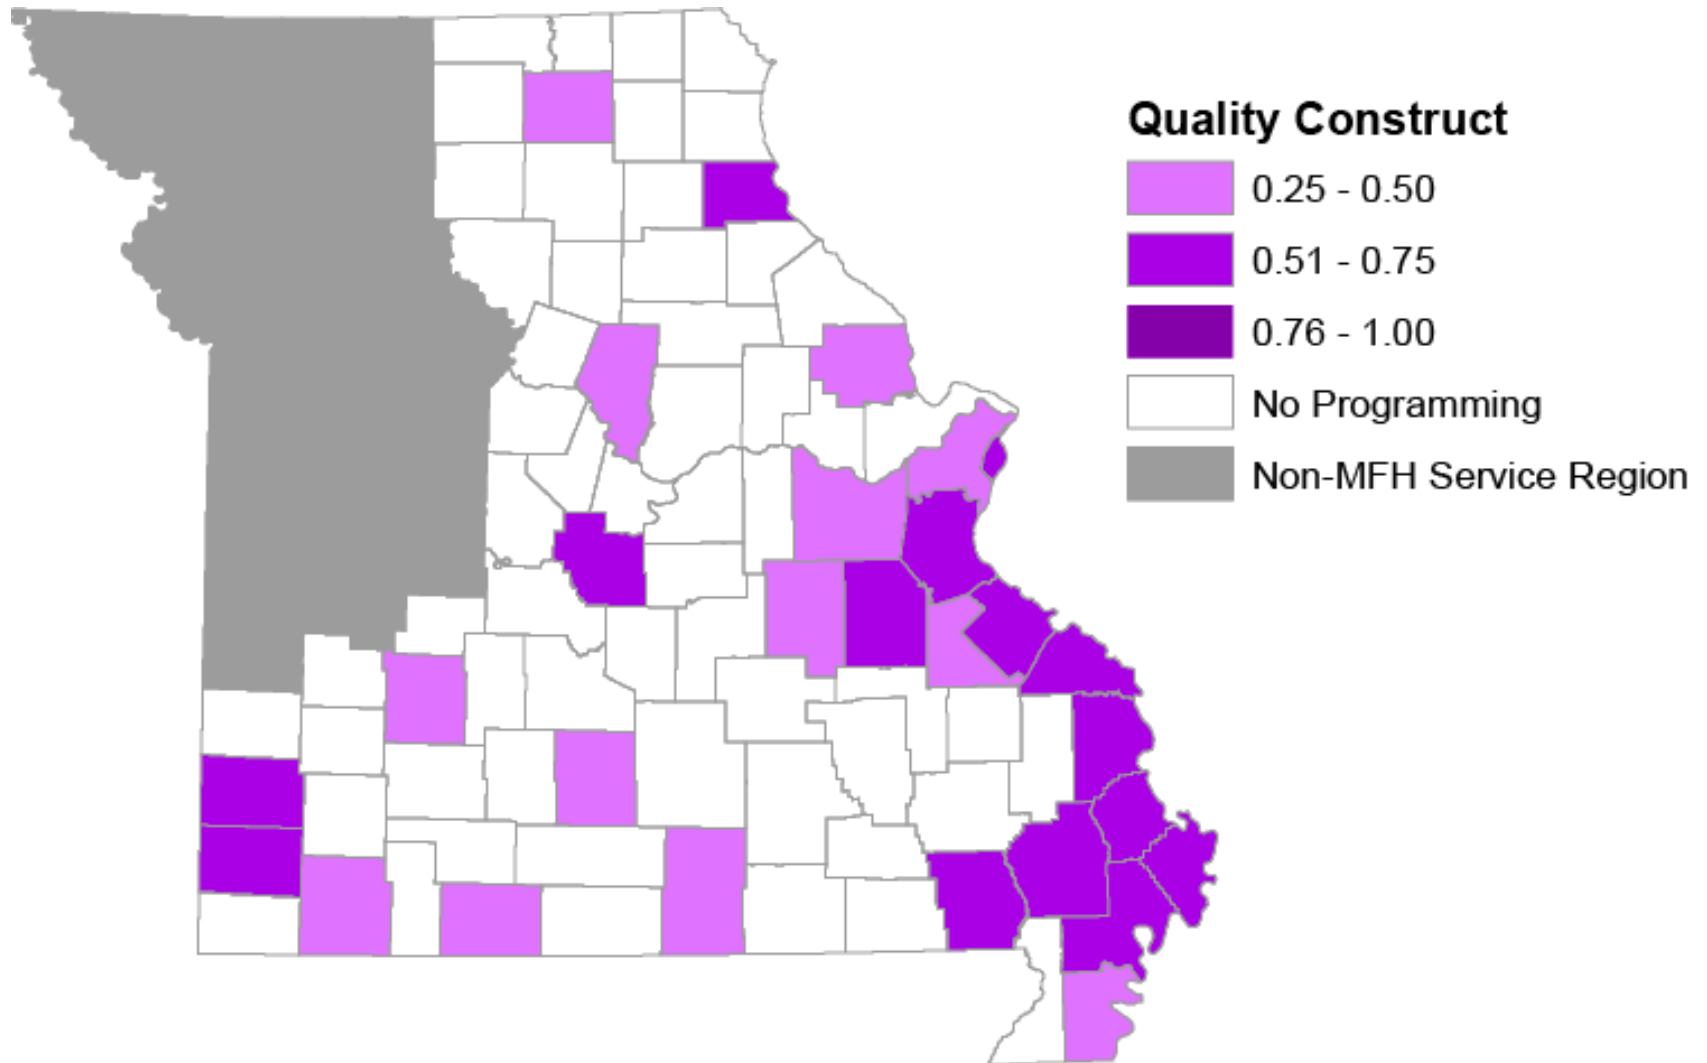 Quality Construct
0.25 - 0.50
0.51 - 0.75
0.76 - 1.00
No Programming
Non-MFH Service Region